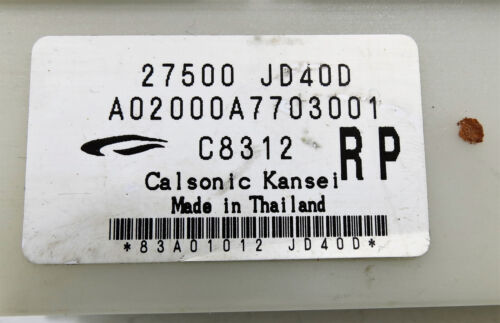 27500 JD40D
A02000A7703001
C8312 RP
Calsonic Kansei
Made in Thailand
*83A01012 JD40D*